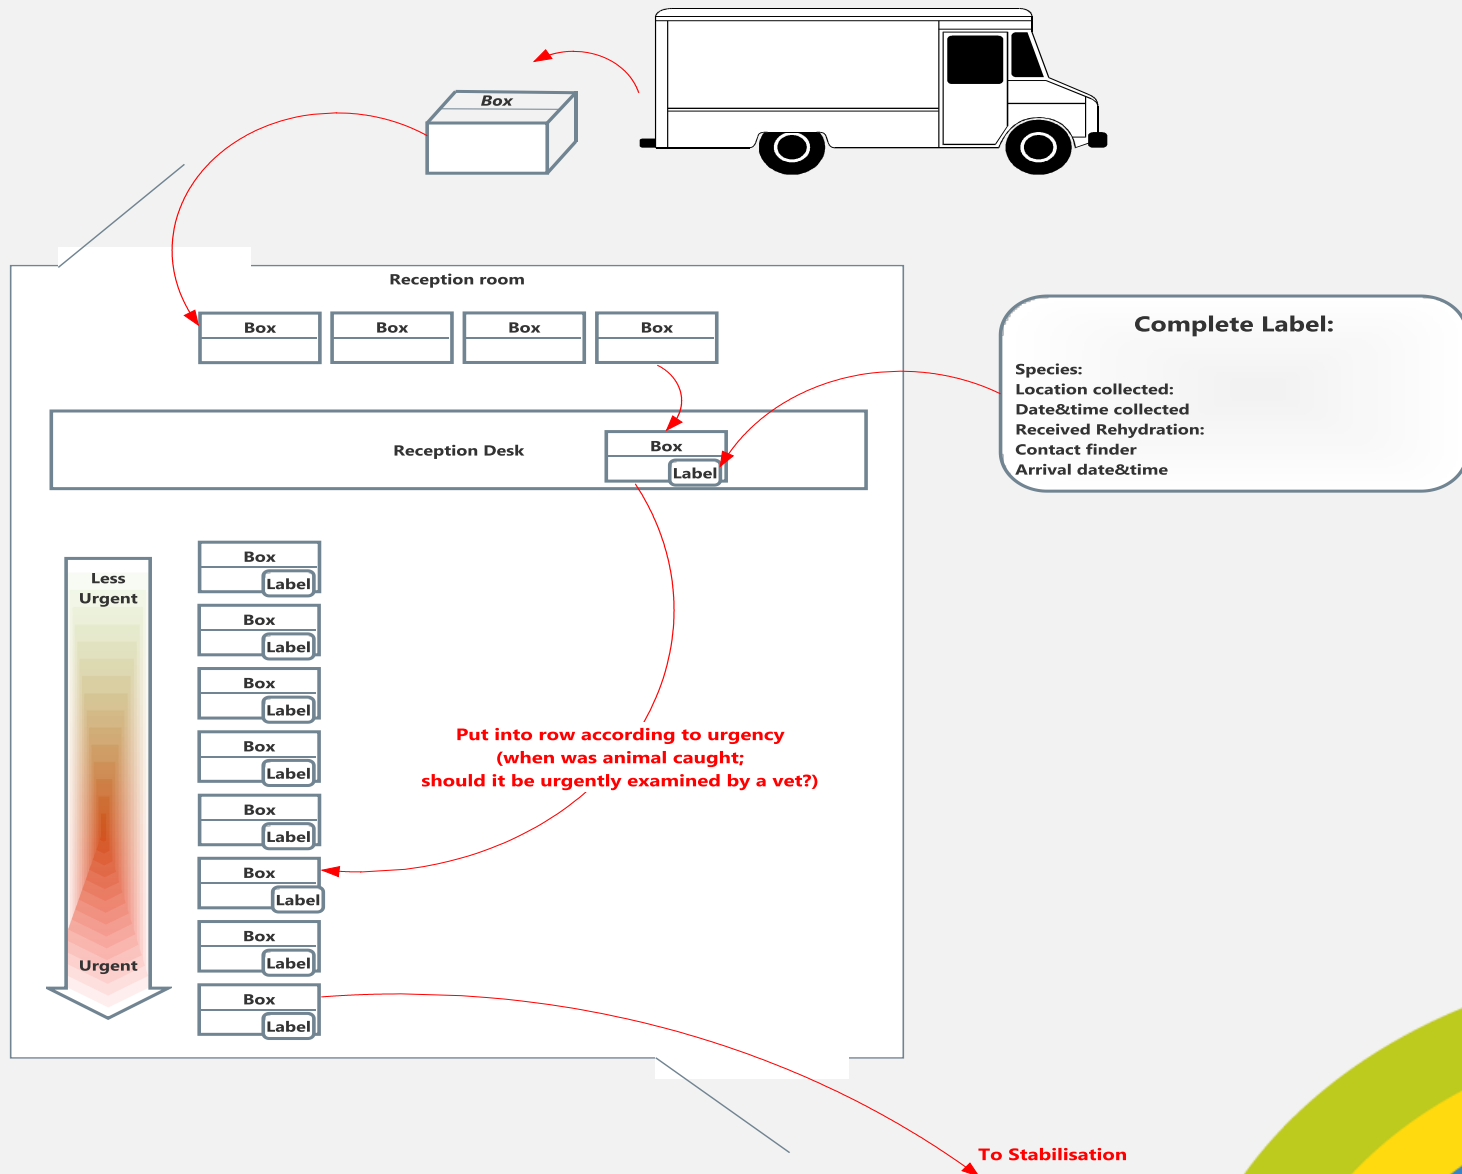 Box
Reception room
Box
Box
Box
Box
Complete Label:
Species:
Location collected:
Date&time collected
Received Rehydration:
Contact finder
Arrival date&time
Reception Desk
Box
Label
Less
Urgent
Urgent
Box
Label
Box
Label
Box
Label
Box
Label
Box
Label
Box
Label
Box
Label
Box
Label
Put into row according to urgency
(when was animal caught;
should it be urgently examined by a vet?)
To Stabilisation